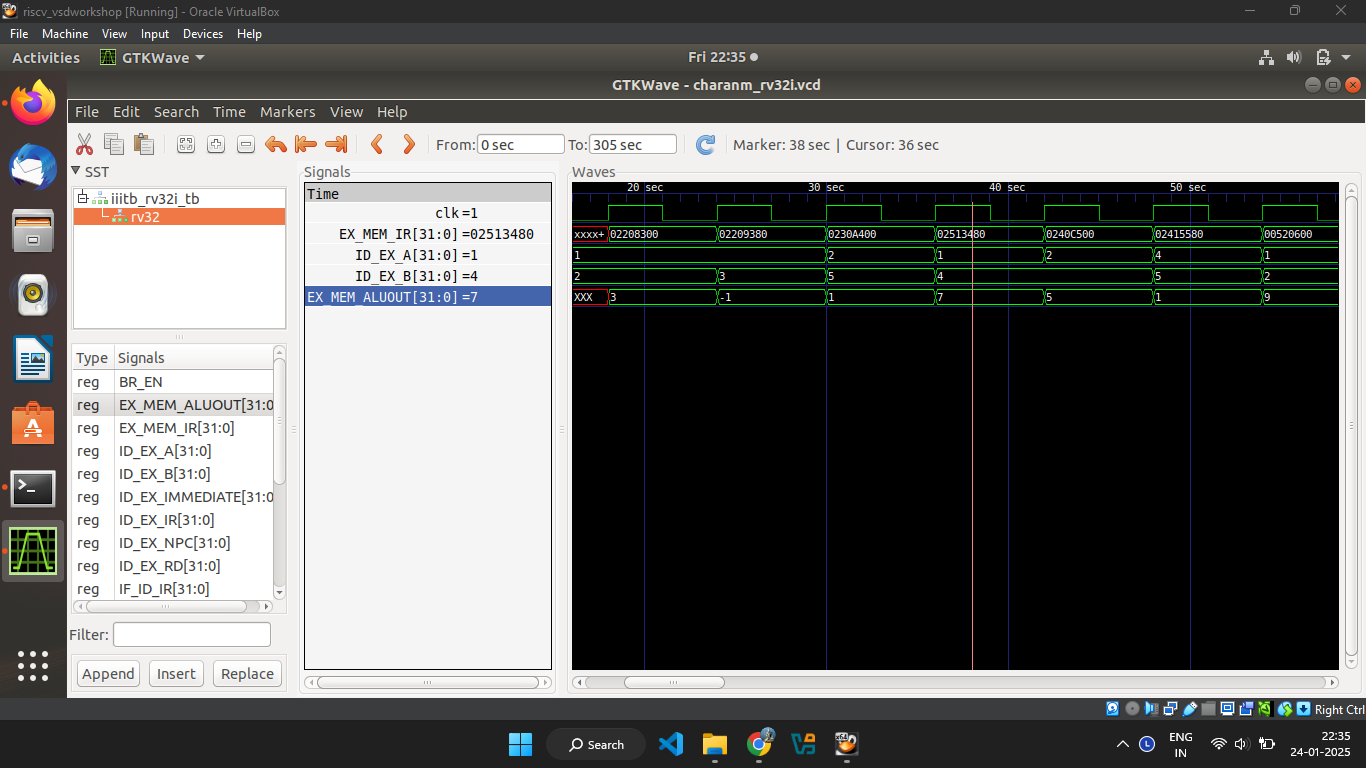 riscv_vsdworkshop [Running] - Oracle VirtualBox
File Machine View Input Devices Help
Activities GTKWave Fri 22:35
GTKWave - charanm_rv32i.vcd
File Edit Search Time Markers View Help
From: 0 sec To: 305 sec Marker: 38 sec | Cursor: 36 sec
SST
iiitb_rv32i_tb
rv32
Type Signals
reg BR_EN
reg EX_MEM_ALUOUT[31:0
reg EX_MEM_IR[31:0]
reg ID_EX_A[31:0]
reg ID_EX_B[31:0]
reg ID_EX_IMMEDIATE[31:0
reg ID_EX_IR[31:0]
reg ID_EX_NPC[31:0]
reg ID_EX_RD[31:0]
reg IF_ID_IR[31:0]
Filter:
Append Insert Replace
Signals
Time
clk =1
EX_MEM_IR[31:0] =02513480
ID_EX_A[31:0] =1
ID_EX_B[31:0] =4
EX_MEM_ALUOUT[31:0] =7
Waves
20 sec 30 sec 40 sec 50 sec
xxxx+ 02208300 02209380 0230A400 02513480 0240C500 02415580 00520600
1 2 1 2 4 1
2 3 5 4 5 2
XXX 3 -1 1 7 5 1 9
Right Ctrl
Search
ENG
IN
22:35
24-01-2025